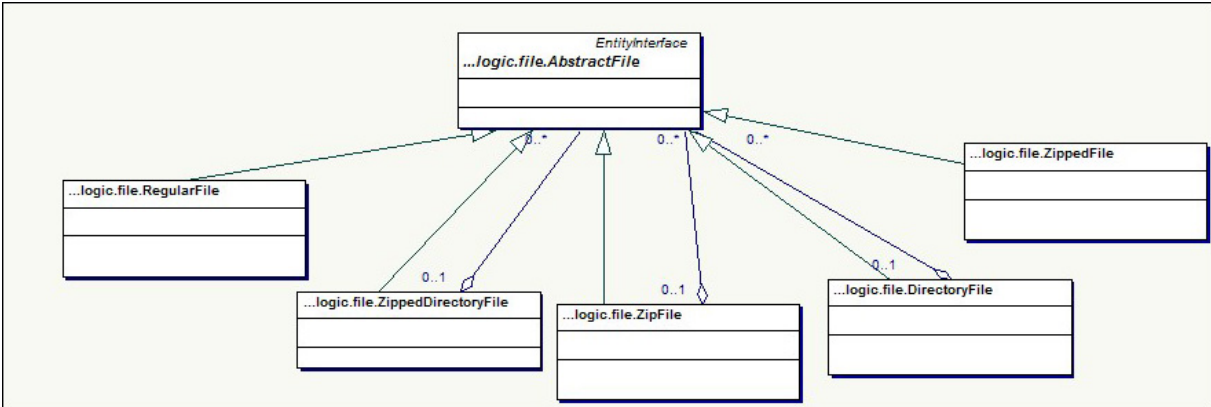 EntityInterface
...logic.file.AbstractFile
0..*
0..*
0..*
...logic.file.ZippedFile
...logic.file.RegularFile
0..1
0..1
0..1
...logic.file.ZippedDirectoryFile
...logic.file.ZipFile
...logic.file.DirectoryFile